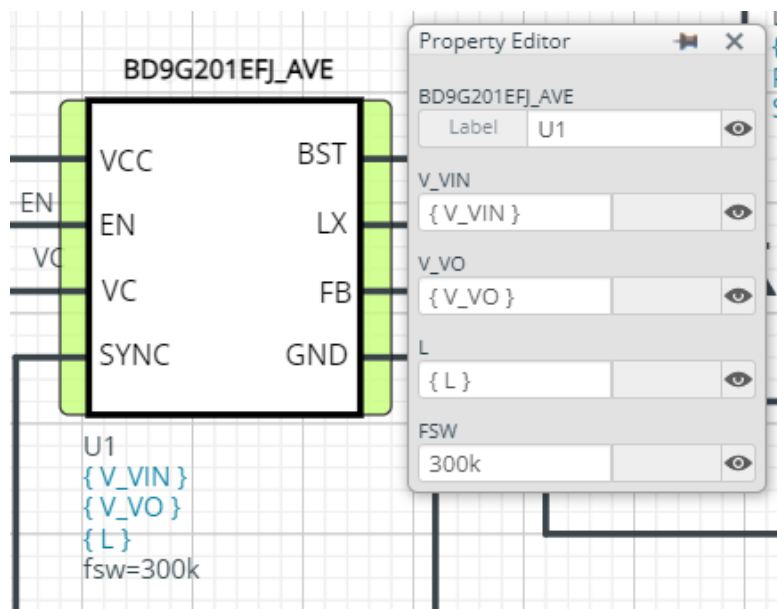 BD9G201EFJ_AVE
VCC
EN
VC
SYNC
BST
LX
FB
GND
EN
VC
U1
{ V_VIN }
{ V_VO }
{ L }
fsw=300k
Property Editor
BD9G201EFJ_AVE
Label U1
V_VIN
{ V_VIN }
V_VO
{ V_VO }
L
{ L }
FSW
300k